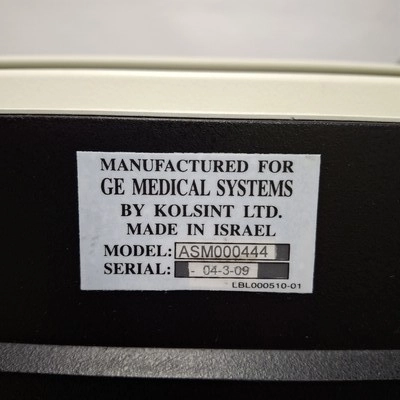 MANUFACTURED FOR
GE MEDICAL SYSTEMS
BY KOLSINT LTD.
MADE IN ISRAEL
MODEL: ASM000444
SERIAL: - 04-3-09
LBL000510-01